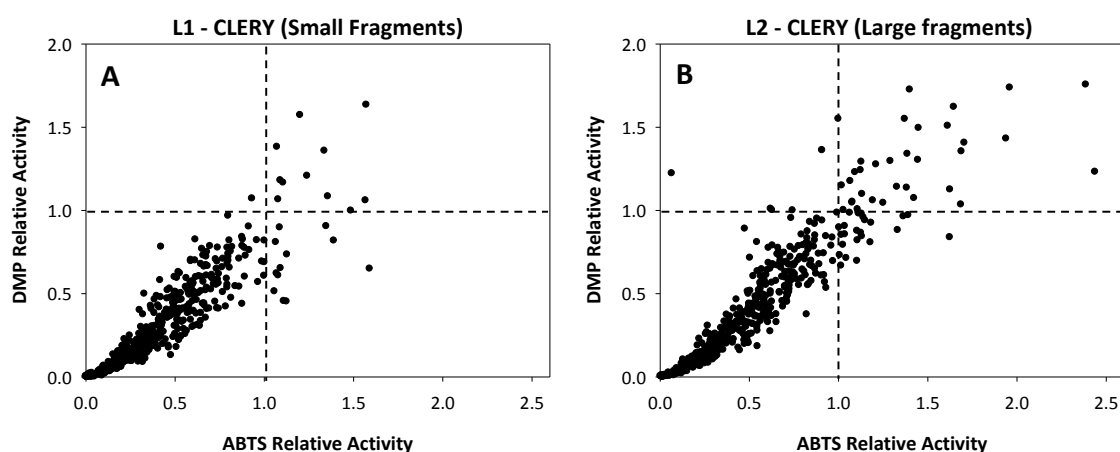 L1 - CLERY (Small Fragments)
A
DMP Relative Activity
2.0
1.5
1.0
0.5
0.0
0.0 0.5 1.0 1.5 2.0 2.5
ABTS Relative Activity
L2 - CLERY (Large fragments)
B
DMP Relative Activity
2.0
1.5
1.0
0.5
0.0
0.0 0.5 1.0 1.5 2.0 2.5
ABTS Relative Activity